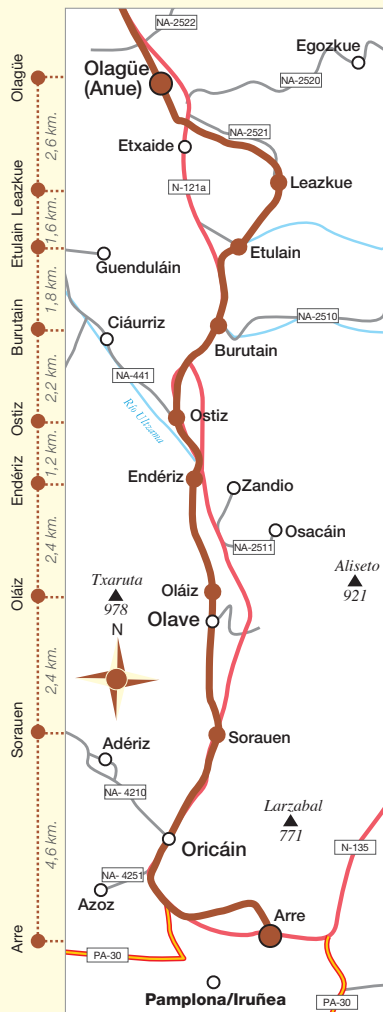 Olagüe
2,6 km.
Leazkue
1,6 km.
Etulain
1,8 km.
Burutain
2,2 km.
Ostiz
1,2 km.
Endériz
2,4 km.
Oláiz
2,4 km.
Sorauen
4,6 km.
Arre
NA-2522
Egozkue
Olagüe
(Anue)
NA-2520
NA-2521
Etxaide
N-121a
Leazkue
Etulain
Guenduláin
Ciáurriz
NA-2510
Burutain
NA-441
Río Ultzama
Ostiz
Endériz
Zandio
Osacáin
NA-2511
Txaruta
978
Aliseto
921
Oláiz
Olave
N
Sorauen
Adériz
NA- 4210
Larzabal
771
Oricáin
N-135
NA- 4251
Azoz
Arre
PA-30
Pamplona/Iruñea
PA-30